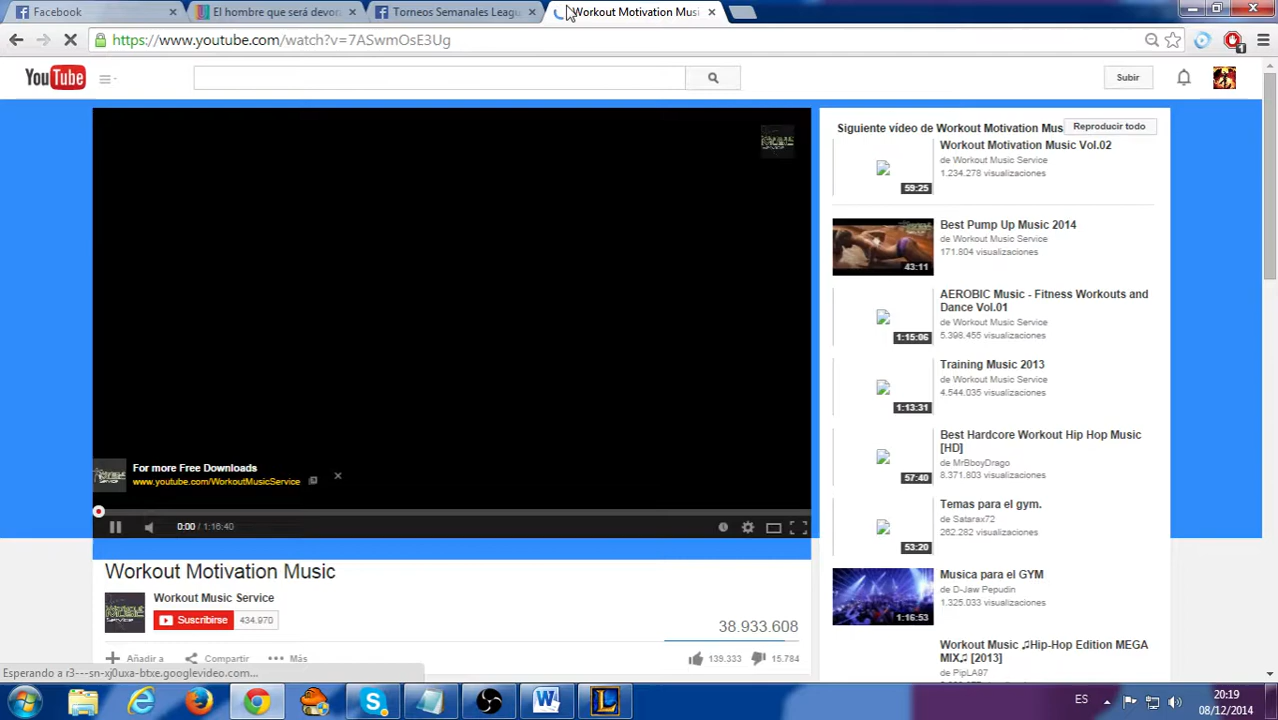 Facebook
El hombre que será devor
Torneos Semanales Leagu
Workout Motivation Musi
https://www.youtube.com/watch?v=7ASwmOsE3Ug
1
YouTube
Subir
Siguiente vídeo de Workout Motivation Mus
Reproducir todo
Workout Motivation Music Vol.02
de Workout Music Service
1.234.278 visualizaciones
59:25
Best Pump Up Music 2014
de Workout Music Service
171.804 visualizaciones
43:11
AEROBIC Music - Fitness Workouts and
Dance Vol.01
de Workout Music Service
5.398.455 visualizaciones
1:15:06
Training Music 2013
de Workout Music Service
4.544.035 visualizaciones
1:13:31
Best Hardcore Workout Hip Hop Music
[HD]
de MrBboyDrago
8.371.803 visualizaciones
57:40
Temas para el gym.
de Satarax72
262.282 visualizaciones
53:20
Musica para el GYM
de D-Jaw Pepudin
1.325.033 visualizaciones
1:16:53
Workout Music ♫Hip-Hop Edition MEGA
MIX♫ [2013]
de PipLA97
For more Free Downloads
www.youtube.com/WorkoutMusicService
0:00 / 1:16:40
Workout Motivation Music
Workout Music Service
Suscribirse 434.970
38.933.608
Añadir a
Compartir
Más
139.333
15.784
Esperando a r3---sn-xj0uxa-btxe.googlevideo.com...
ES
20:19
08/12/2014